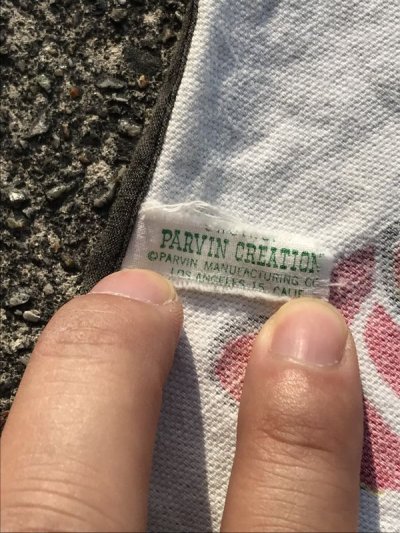 PARVIN CREATION
©PARVIN MANUFACTURING CO
LOS ANGELES 15, CALIF